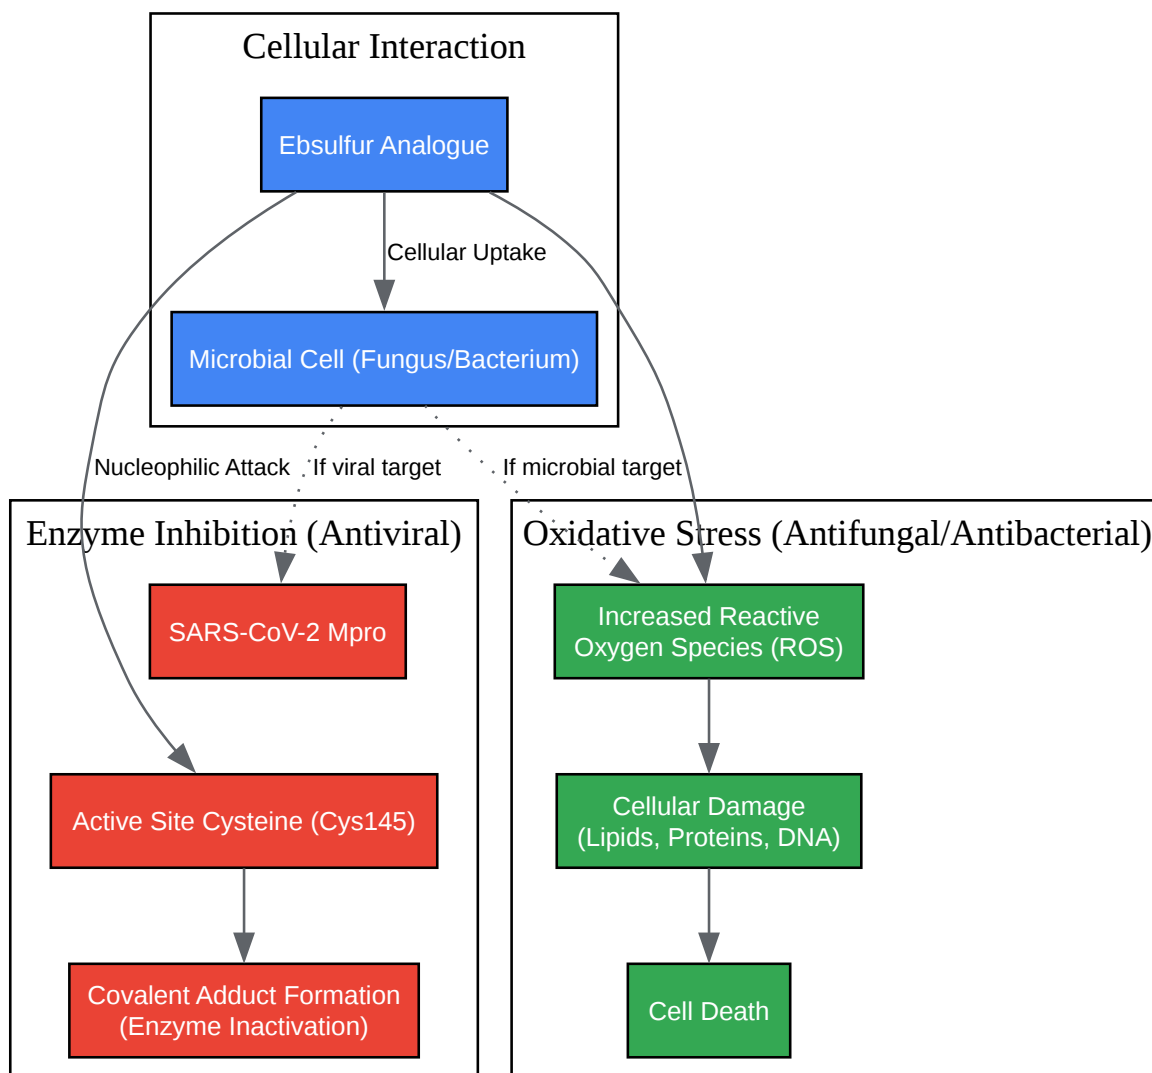 Cellular Interaction
Ebsulfur Analogue
Cellular Uptake
Microbial Cell (Fungus/Bacterium)
Nucleophilic Attack
If viral target
If microbial target
Enzyme Inhibition (Antiviral)
SARS-CoV-2 Mpro
Active Site Cysteine (Cys145)
Covalent Adduct Formation
(Enzyme Inactivation)
Oxidative Stress (Antifungal/Antibacterial)
Increased Reactive
Oxygen Species (ROS)
Cellular Damage
(Lipids, Proteins, DNA)
Cell Death